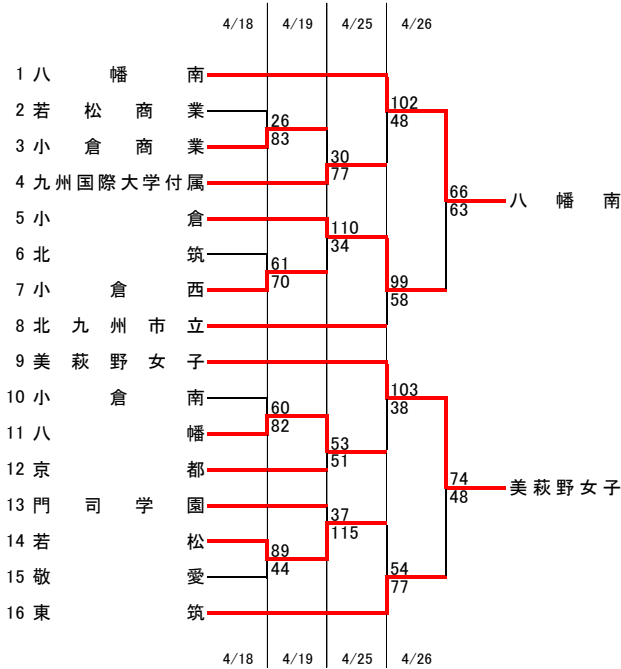 4/18 4/19 4/25 4/26
1 八幡南
102
2 若松商業
48
26
3 小倉商業
83
30
4 九州国際大学付属
77
66
八幡南
63
5 小倉
110
34
6 北筑
61
70
7 小倉西
99
58
8 北九州市立
9 美萩野女子
103
10 小倉南
38
60
11 八幡
82
53
12 京都
51
74
美萩野女子
48
13 門司学園
37
115
14 若松
89
44
15 敬愛
54
77
16 東筑
4/18 4/19 4/25 4/26